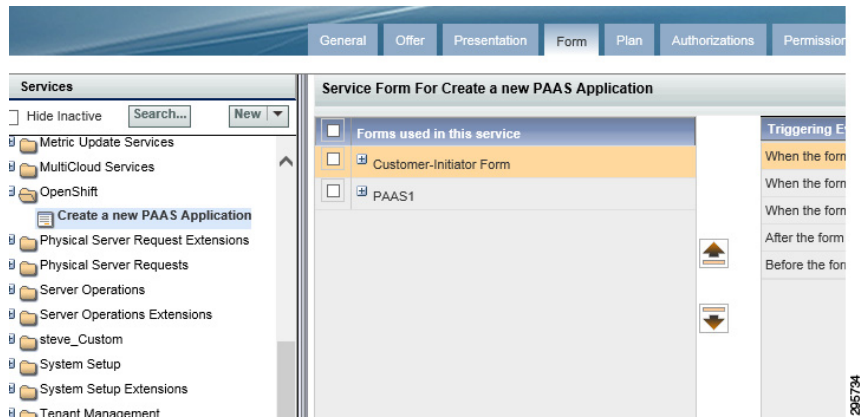 General Offer Presentation Form Plan Authorizations Permission
Services
Hide Inactive Search... New
Metric Update Services
MultiCloud Services
OpenShift
Create a new PAAS Application
Physical Server Request Extensions
Physical Server Requests
Server Operations
Server Operations Extensions
steve_Custom
System Setup
System Setup Extensions
Tenant Management
Service Form For Create a new PAAS Application
Forms used in this service
Customer-Initiator Form
PAAS1
Triggering E
When the form
When the form
When the form
After the form
Before the for
295734